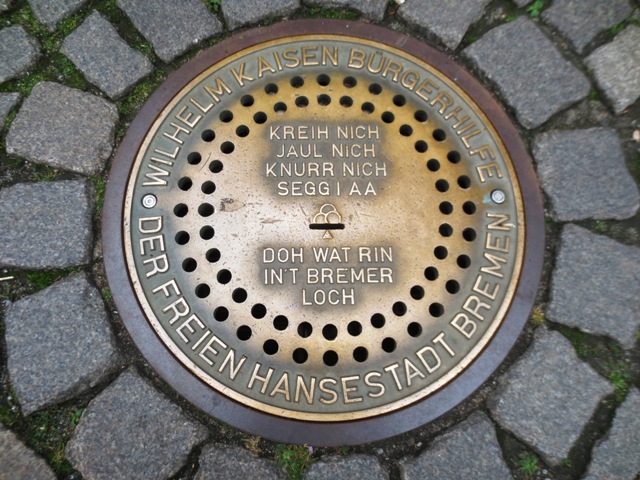 WILHELM KAISEN BÜRGERHILFE
KREIH NICH
JAUL NICH
KNURR NICH
SEGG I AA
DOH WAT RIN
IN'T BREMER
LOCH
DER FREIEN HANSESTADT BREMEN